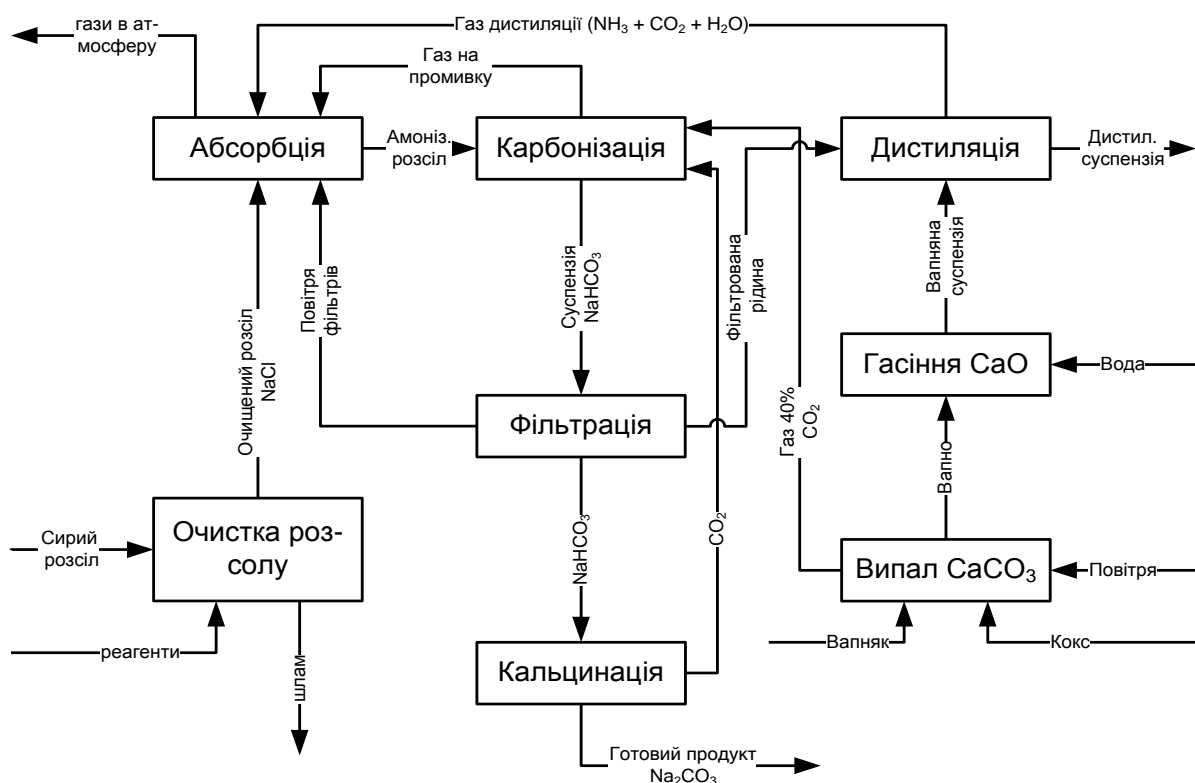 гази в ат-
мосферу
Газ дистиляції (NH₃ + CO₂ + H₂O)
Газ на
промивку
Абсорбція
Амоніз.
розсіл
Карбонізація
Дистиляція
Дистил.
суспензія
Очищений розсіл
NaCl
Повітря
фільтрів
Суспензія
NaHCO₃
Фільтрована
рідина
Вапняна
суспензія
Гасіння CaO
Вода
Фільтрація
Газ 40%
CO₂
Вапно
Сирий
розсіл
Очистка роз-
солу
NaHCO₃
CO₂
Випал CaCO₃
Повітря
реагенти
шлам
Кальцинація
Вапняк
Кокс
Готовий продукт
Na₂CO₃